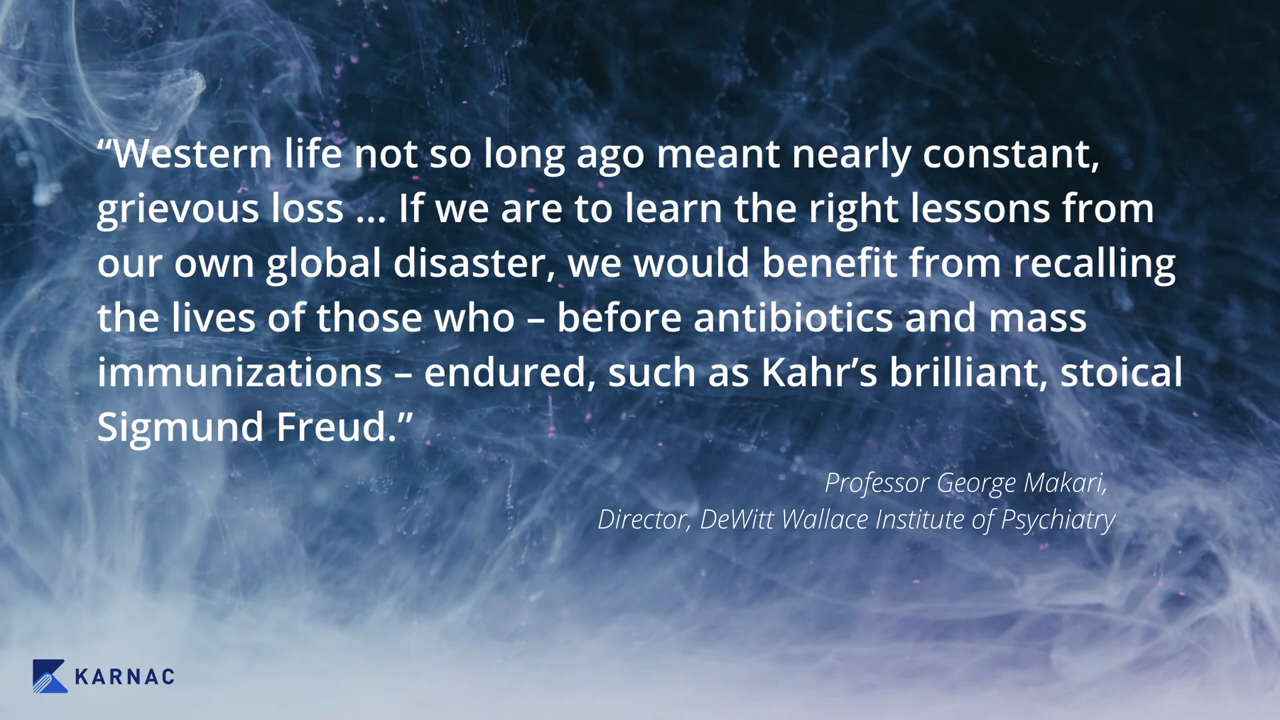 “Western life not so long ago meant nearly constant,
grievous loss ... If we are to learn the right lessons from
our own global disaster, we would benefit from recalling
the lives of those who – before antibiotics and mass
immunizations – endured, such as Kahr’s brilliant, stoical
Sigmund Freud.”
Professor George Makari,
Director, DeWitt Wallace Institute of Psychiatry
KARNAC